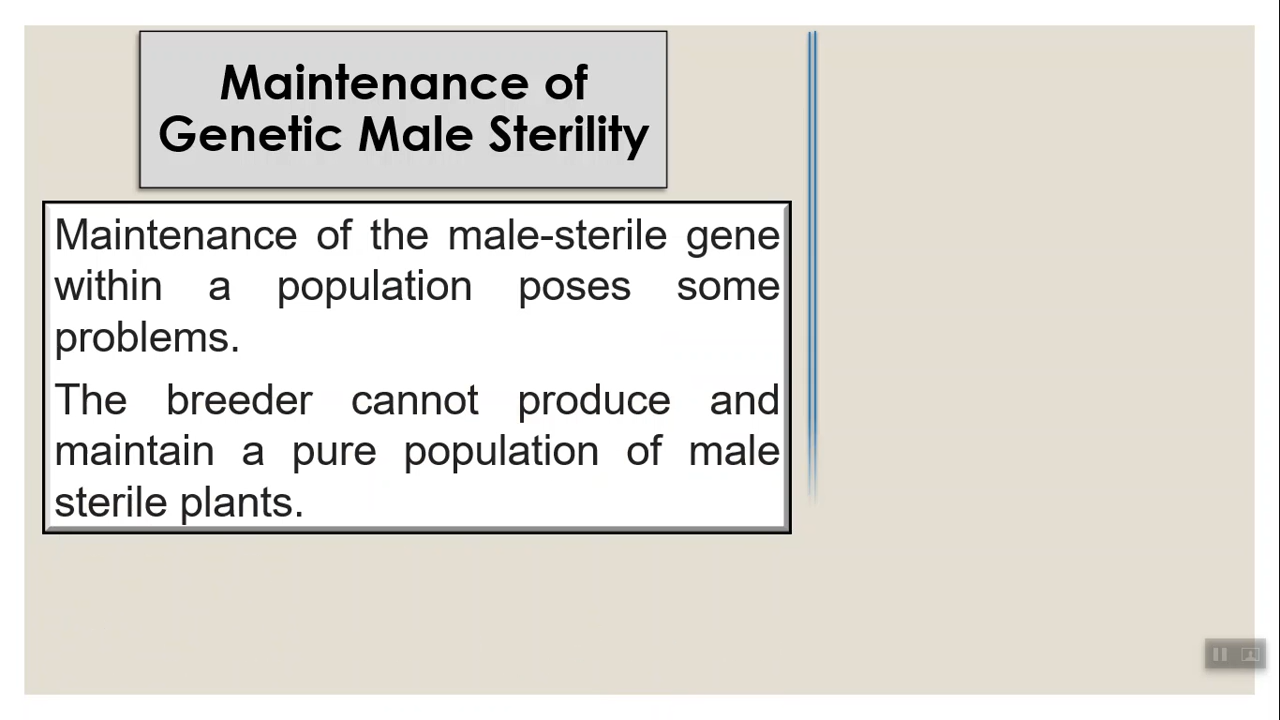 Maintenance of
Genetic Male Sterility
Maintenance of the male-sterile gene
within a population poses some
problems.
The breeder cannot produce and
maintain a pure population of male
sterile plants.